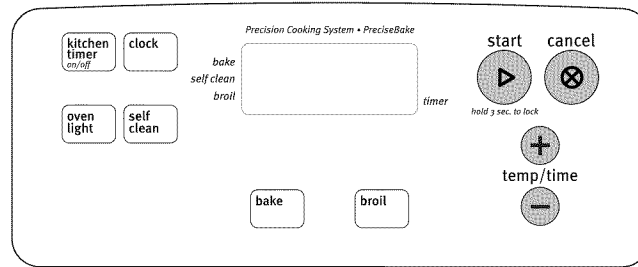 Precision Cooking System • PreciseBake
kitchen
timer
on/off
clock
bake
self clean
broil
timer
start
cancel
hold 3 sec. to lock
oven
light
self
clean
temp/time
bake
broil